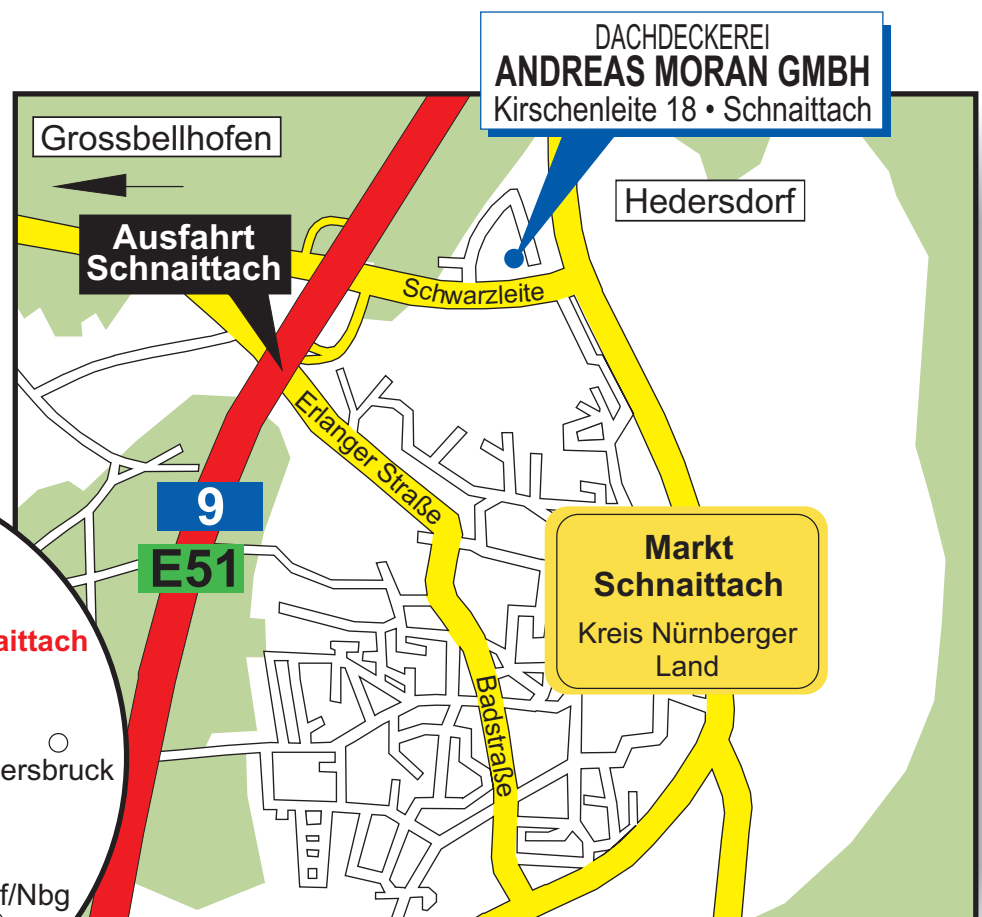 DACHDECKEREI
ANDREAS MORAN GMBH
Kirschenleite 18 • Schnaittach
Grossbellhofen
Hedersdorf
Ausfahrt
Schnaittach
Schwarzleite
Erlanger Straße
9
E51
Markt
Schnaittach
Kreis Nürnberger
Land
aittach
Badstraße
ersbruck
f/Nbg